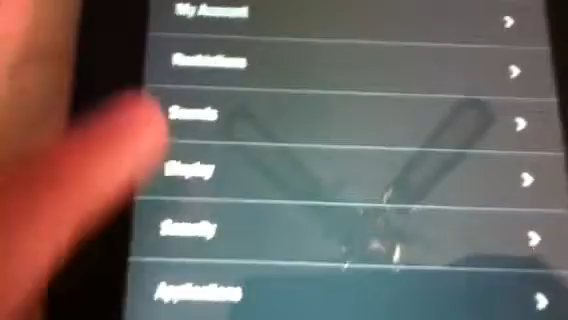 My Account
Restrictions
Sounds
Display
Security
Applications